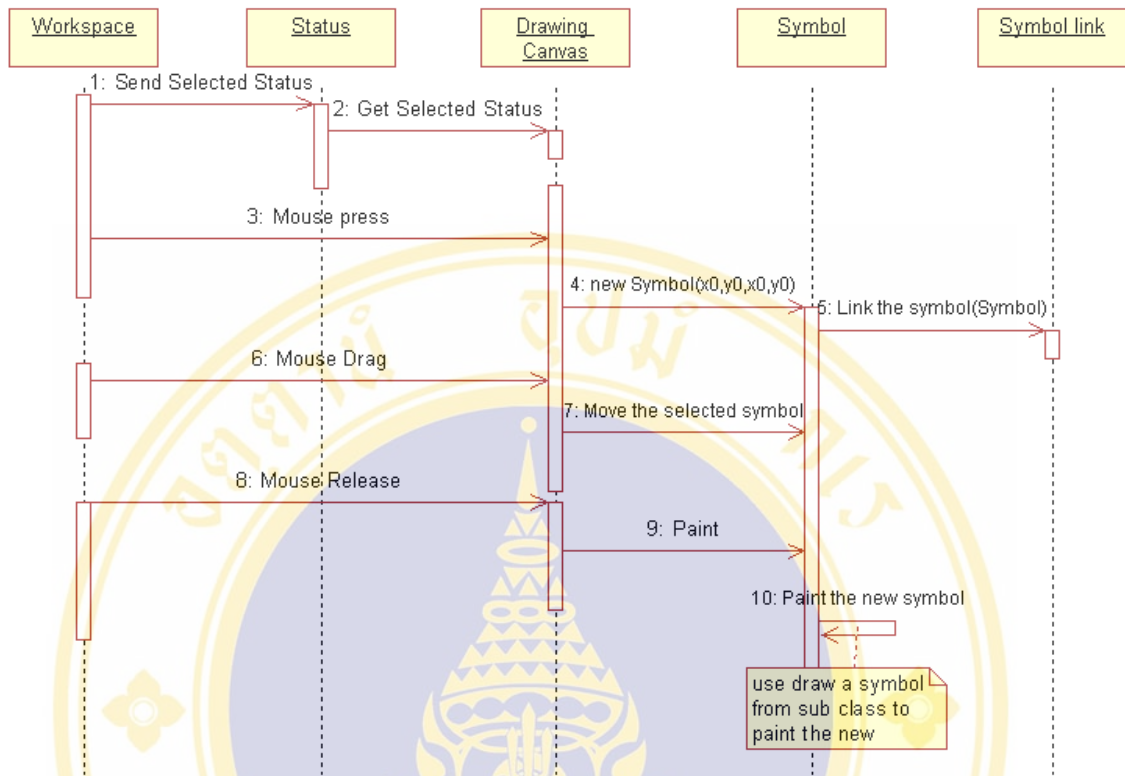 Workspace
Status
Drawing
Canvas
Symbol
Symbol link
1: Send Selected Status
2: Get Selected Status
3: Mouse press
4: new Symbol(x0,y0,x0,y0)
5: Link the symbol(Symbol)
6: Mouse Drag
7: Move the selected symbol
8: Mouse Release
9: Paint
10: Paint the new symbol
use draw a symbol
from sub class to
paint the new